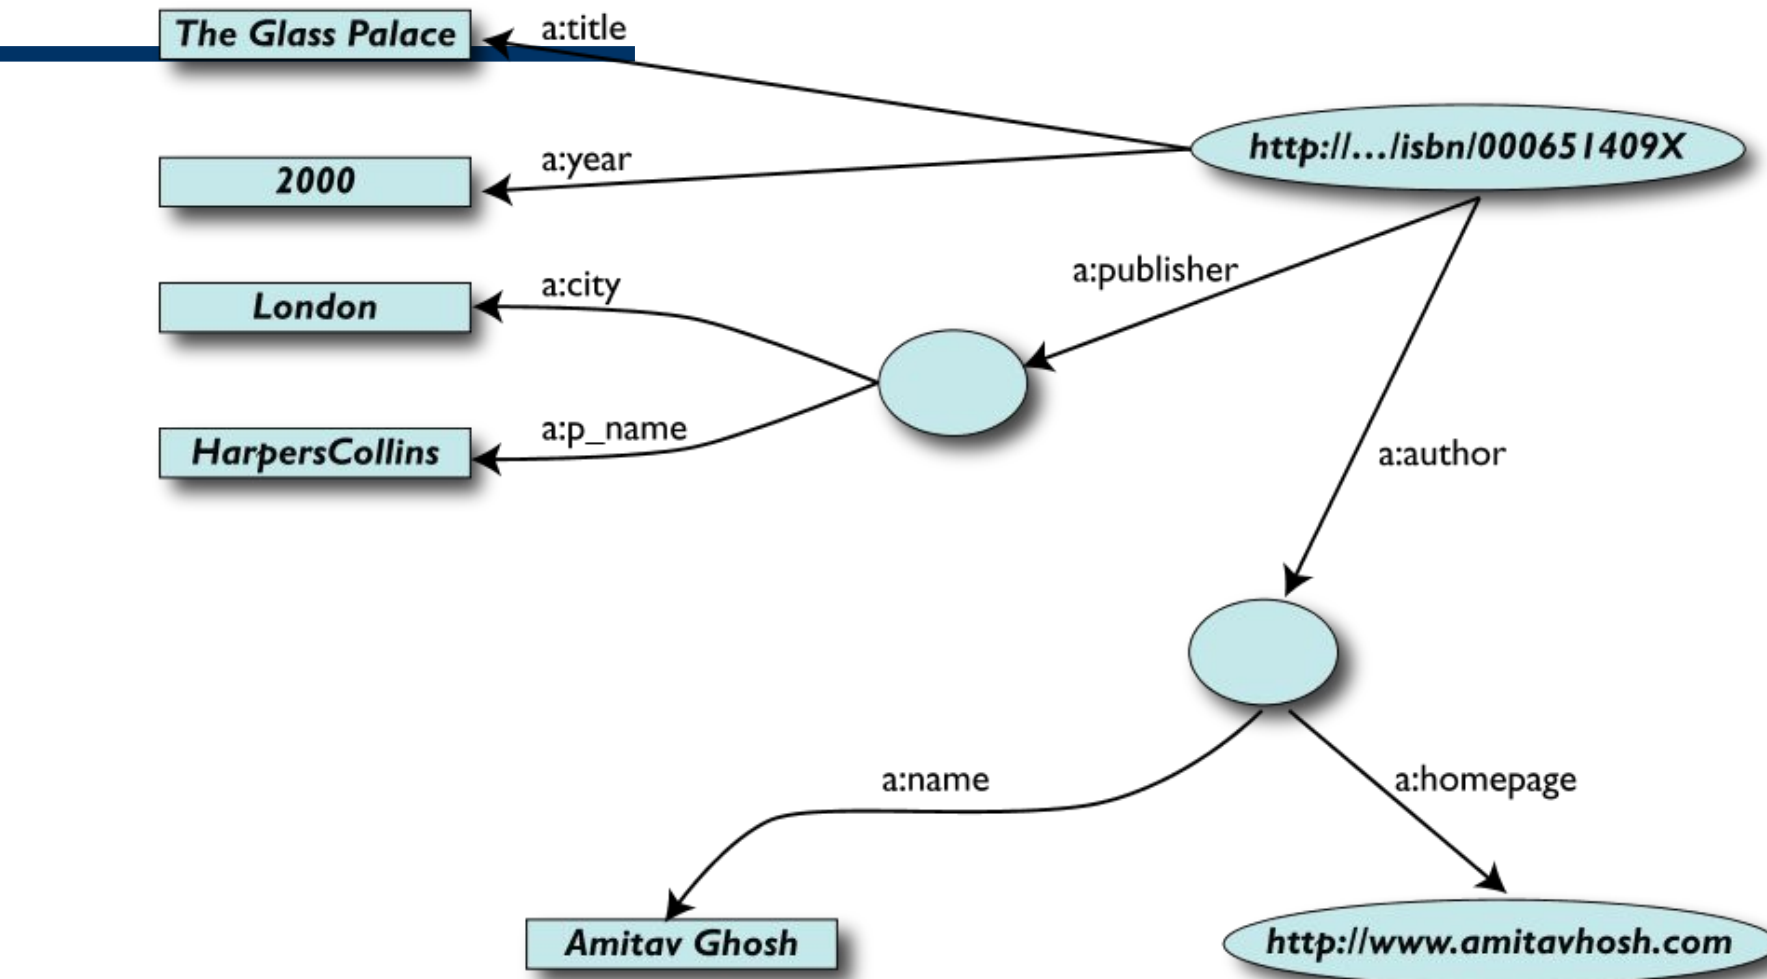 The Glass Palace
a:title
http://.../isbn/000651409X
a:year
2000
a:publisher
a:city
London
a:p_name
HarpersCollins
a:author
a:name
a:homepage
Amitav Ghosh
http://www.amitavhosh.com